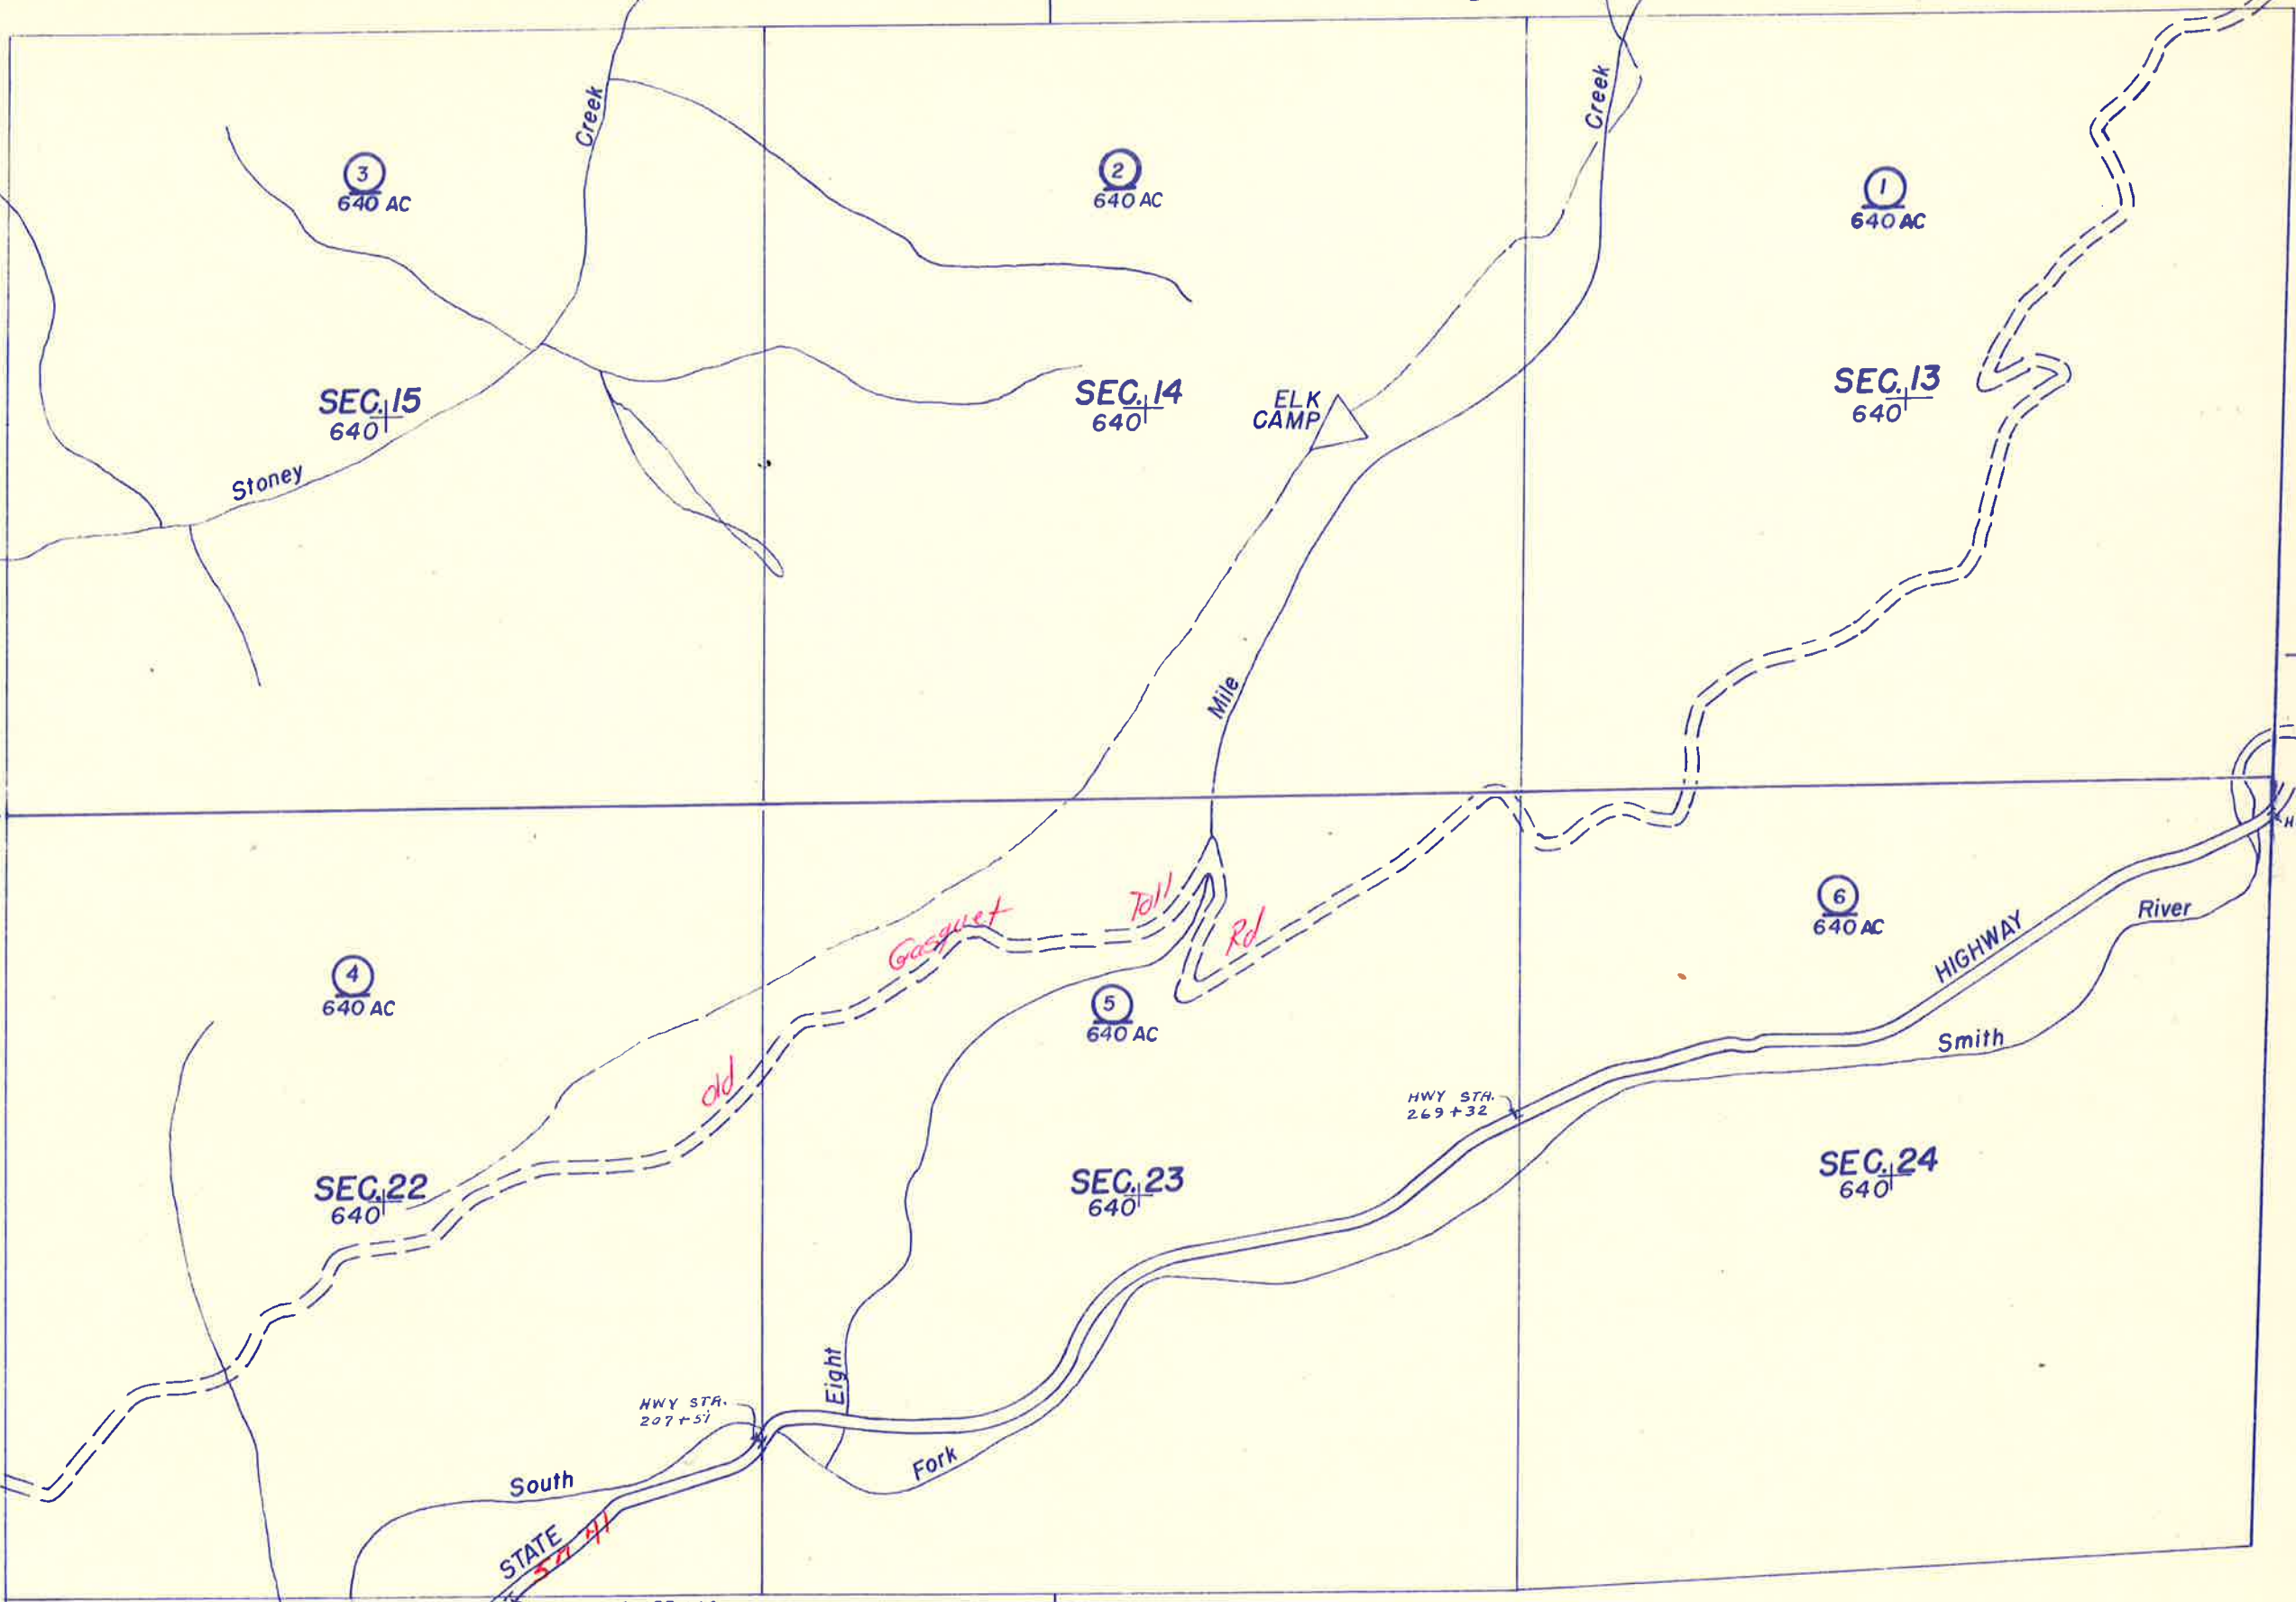 Creek
Creek
3
640 AC
2
640 AC
1
640 AC
SEC. 15
640
SEC. 14
640
ELK
CAMP
SEC. 13
640
Stoney
Mile
4
640 AC
Old Gasquet Toll Rd
5
640 AC
6
640 AC
HIGHWAY
River
Smith
HWY STA.
269+32
SEC. 22
640
SEC. 23
640
SEC. 24
640
HWY STA.
207+51
Eight
South
Fork
STATE
H